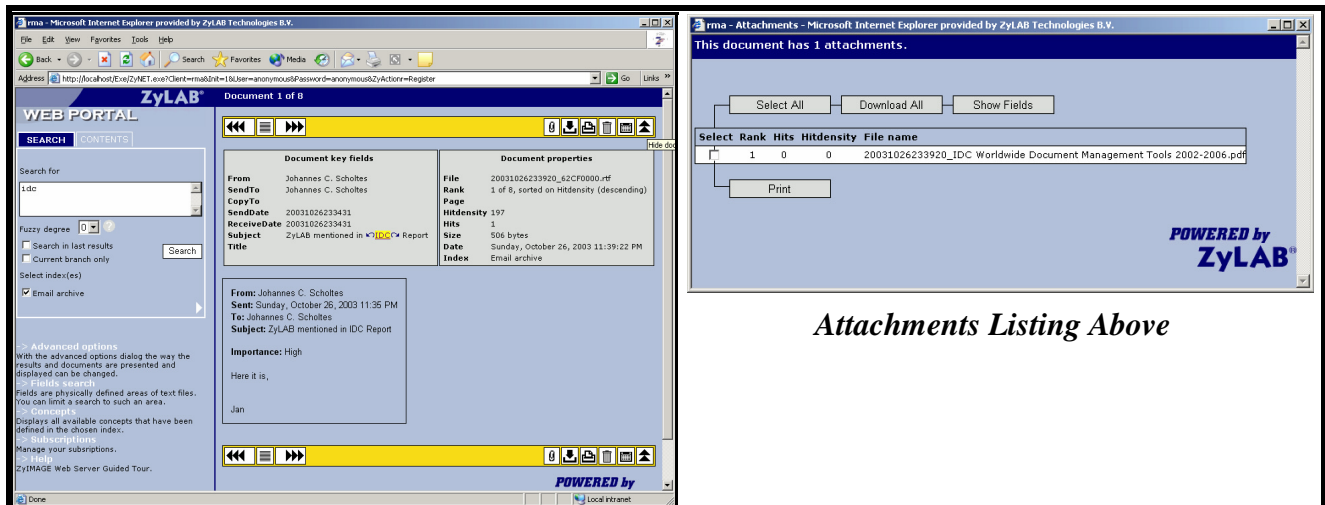 rma - Microsoft Internet Explorer provided by ZyLAB Technologies B.V.
File Edit View Favorites Tools Help
Back Search Favorites Media
Address http://localhost/Exe/ZyNET.exe?Client=rma&Init=1&User=anonymous&Password=anonymous&ZyActionr=Register Go Links »
ZyLAB®
WEB PORTAL
SEARCH CONTENTS
Search for
idc
Fuzzy degree 0
Search in last results
Current branch only
Search
Select index(es)
Email archive
-> Advanced options
With the advanced options dialog the way the
results and documents are presented and
displayed can be changed.
-> Fields search
Fields are physically defined areas of text files.
You can limit a search to such an area.
-> Concepts
Displays all available concepts that have been
defined in the chosen index.
-> Subscriptions
Manage your subsriptions.
-> Help
ZyIMAGE Web Server Guided Tour.
Document 1 of 8
Hide doc
Document key fields
From Johannes C. Scholtes
SendTo Johannes C. Scholtes
CopyTo
SendDate 20031026233431
ReceiveDate 20031026233431
Subject ZyLAB mentioned in IDC Report
Title
Document properties
File 20031026233920_62CF0000.rtf
Rank 1 of 8, sorted on Hitdensity (descending)
Page
Hitdensity 197
Hits 1
Size 506 bytes
Date Sunday, October 26, 2003 11:39:22 PM
Index Email archive
From: Johannes C. Scholtes
Sent: Sunday, October 26, 2003 11:35 PM
To: Johannes C. Scholtes
Subject: ZyLAB mentioned in IDC Report
Importance: High
Here it is,
Jan
POWERED by
Done Local intranet
rma - Attachments - Microsoft Internet Explorer provided by ZyLAB Technologies B.V.
This document has 1 attachments.
Select All Download All Show Fields
Select Rank Hits Hitdensity File name
1 0 0 20031026233920_IDC Worldwide Document Management Tools 2002-2006.pdf
Print
POWERED by
ZyLAB®
Attachments Listing Above